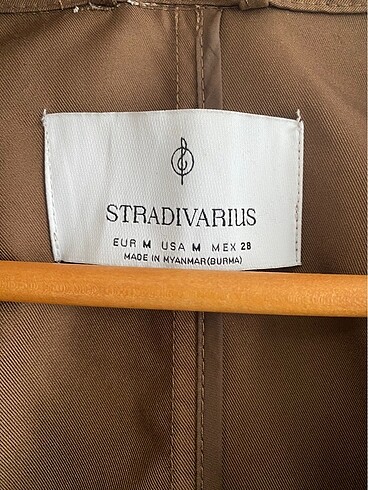 STRADIVARIUS
EUR M USA M MEX 28
MADE IN MYANMAR(BURMA)